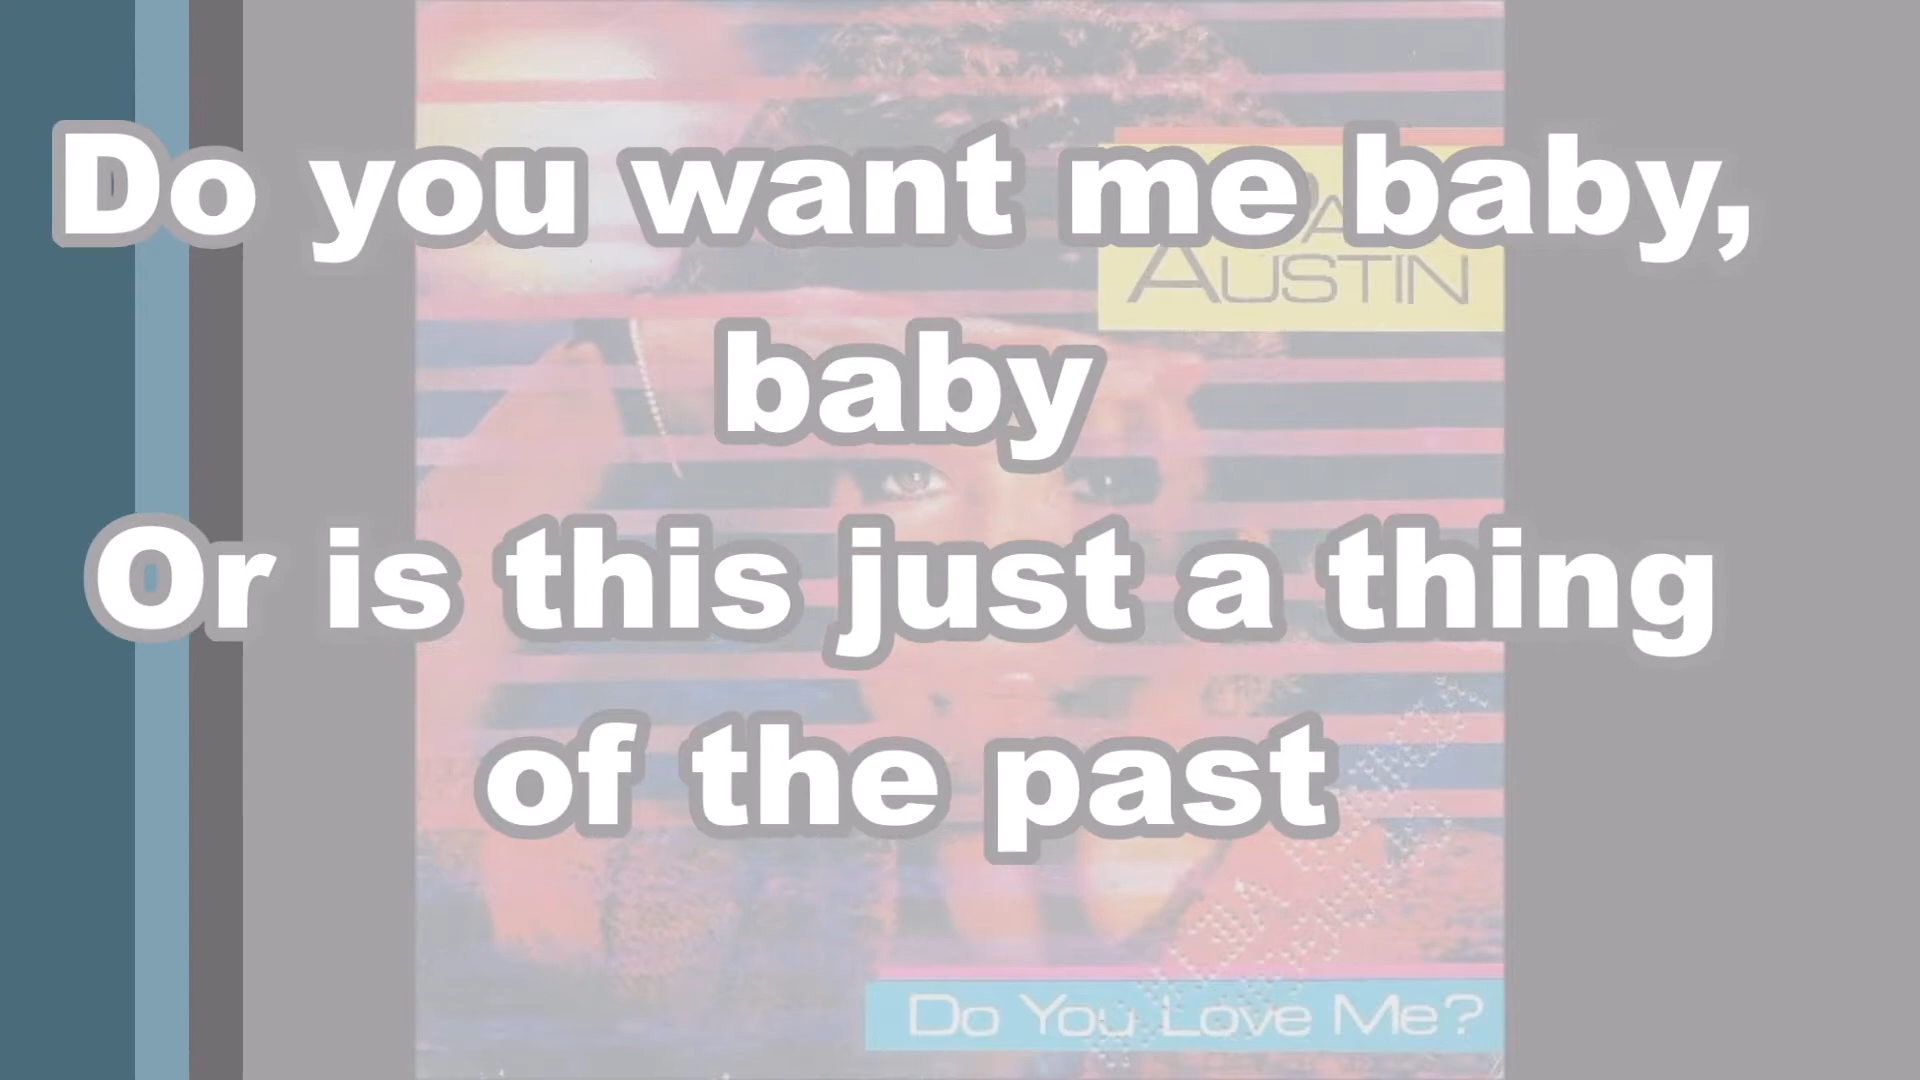 Do you want me baby,
baby
Or is this just a thing
of the past
AUSTIN
Do You Love Me?